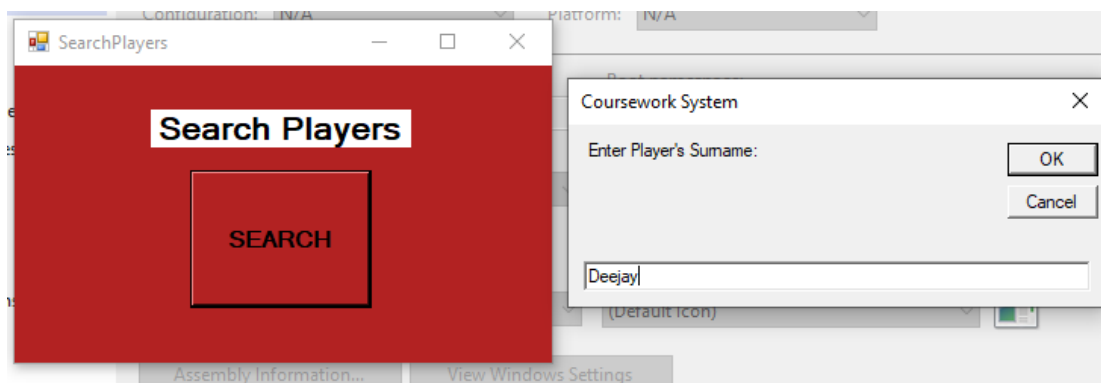 Configuration: N/A
Platform: N/A
SearchPlayers
Search Players
SEARCH
Coursework System
Enter Player's Surname:
OK
Cancel
Deejay
(Default Icon)
Assembly Information...
View Windows Settings